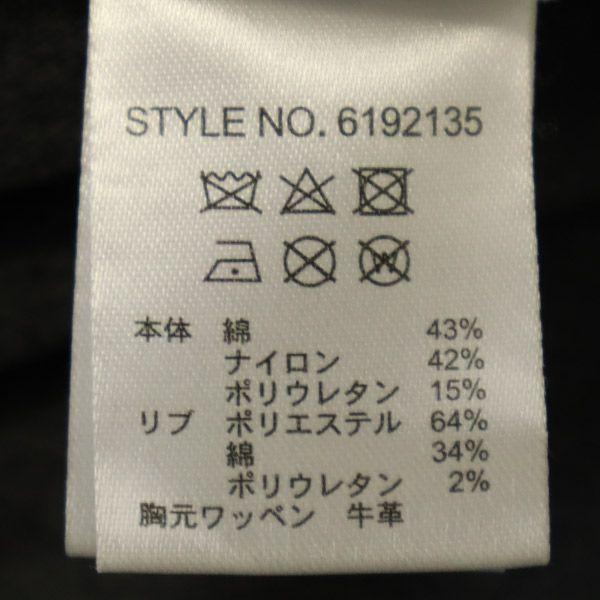 STYLE NO. 6192135
W
本体 綿 43%
ナイロン 42%
ポリウレタン 15%
リブ ポリエステル 64%
綿 34%
ポリウレタン 2%
胸元ワッペン 牛革